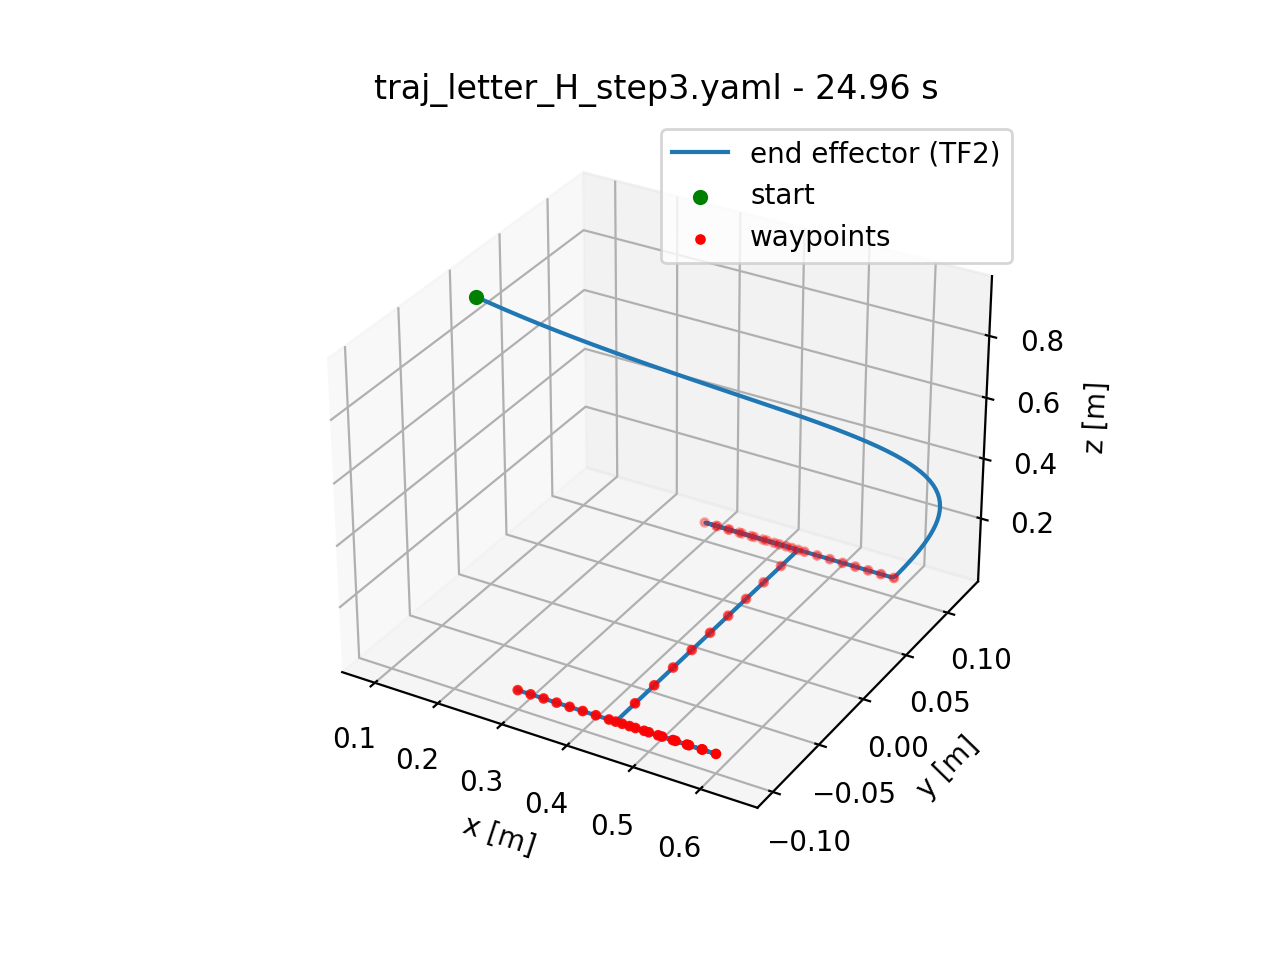 traj_letter_H_step3.yaml - 24.96 s
end effector (TF2)
start
waypoints
0.8
0.6
0.4
0.2
z [m]
0.10
0.05
0.00
−0.05
−0.10
y [m]
0.1
0.2
0.3
0.4
0.5
0.6
x [m]